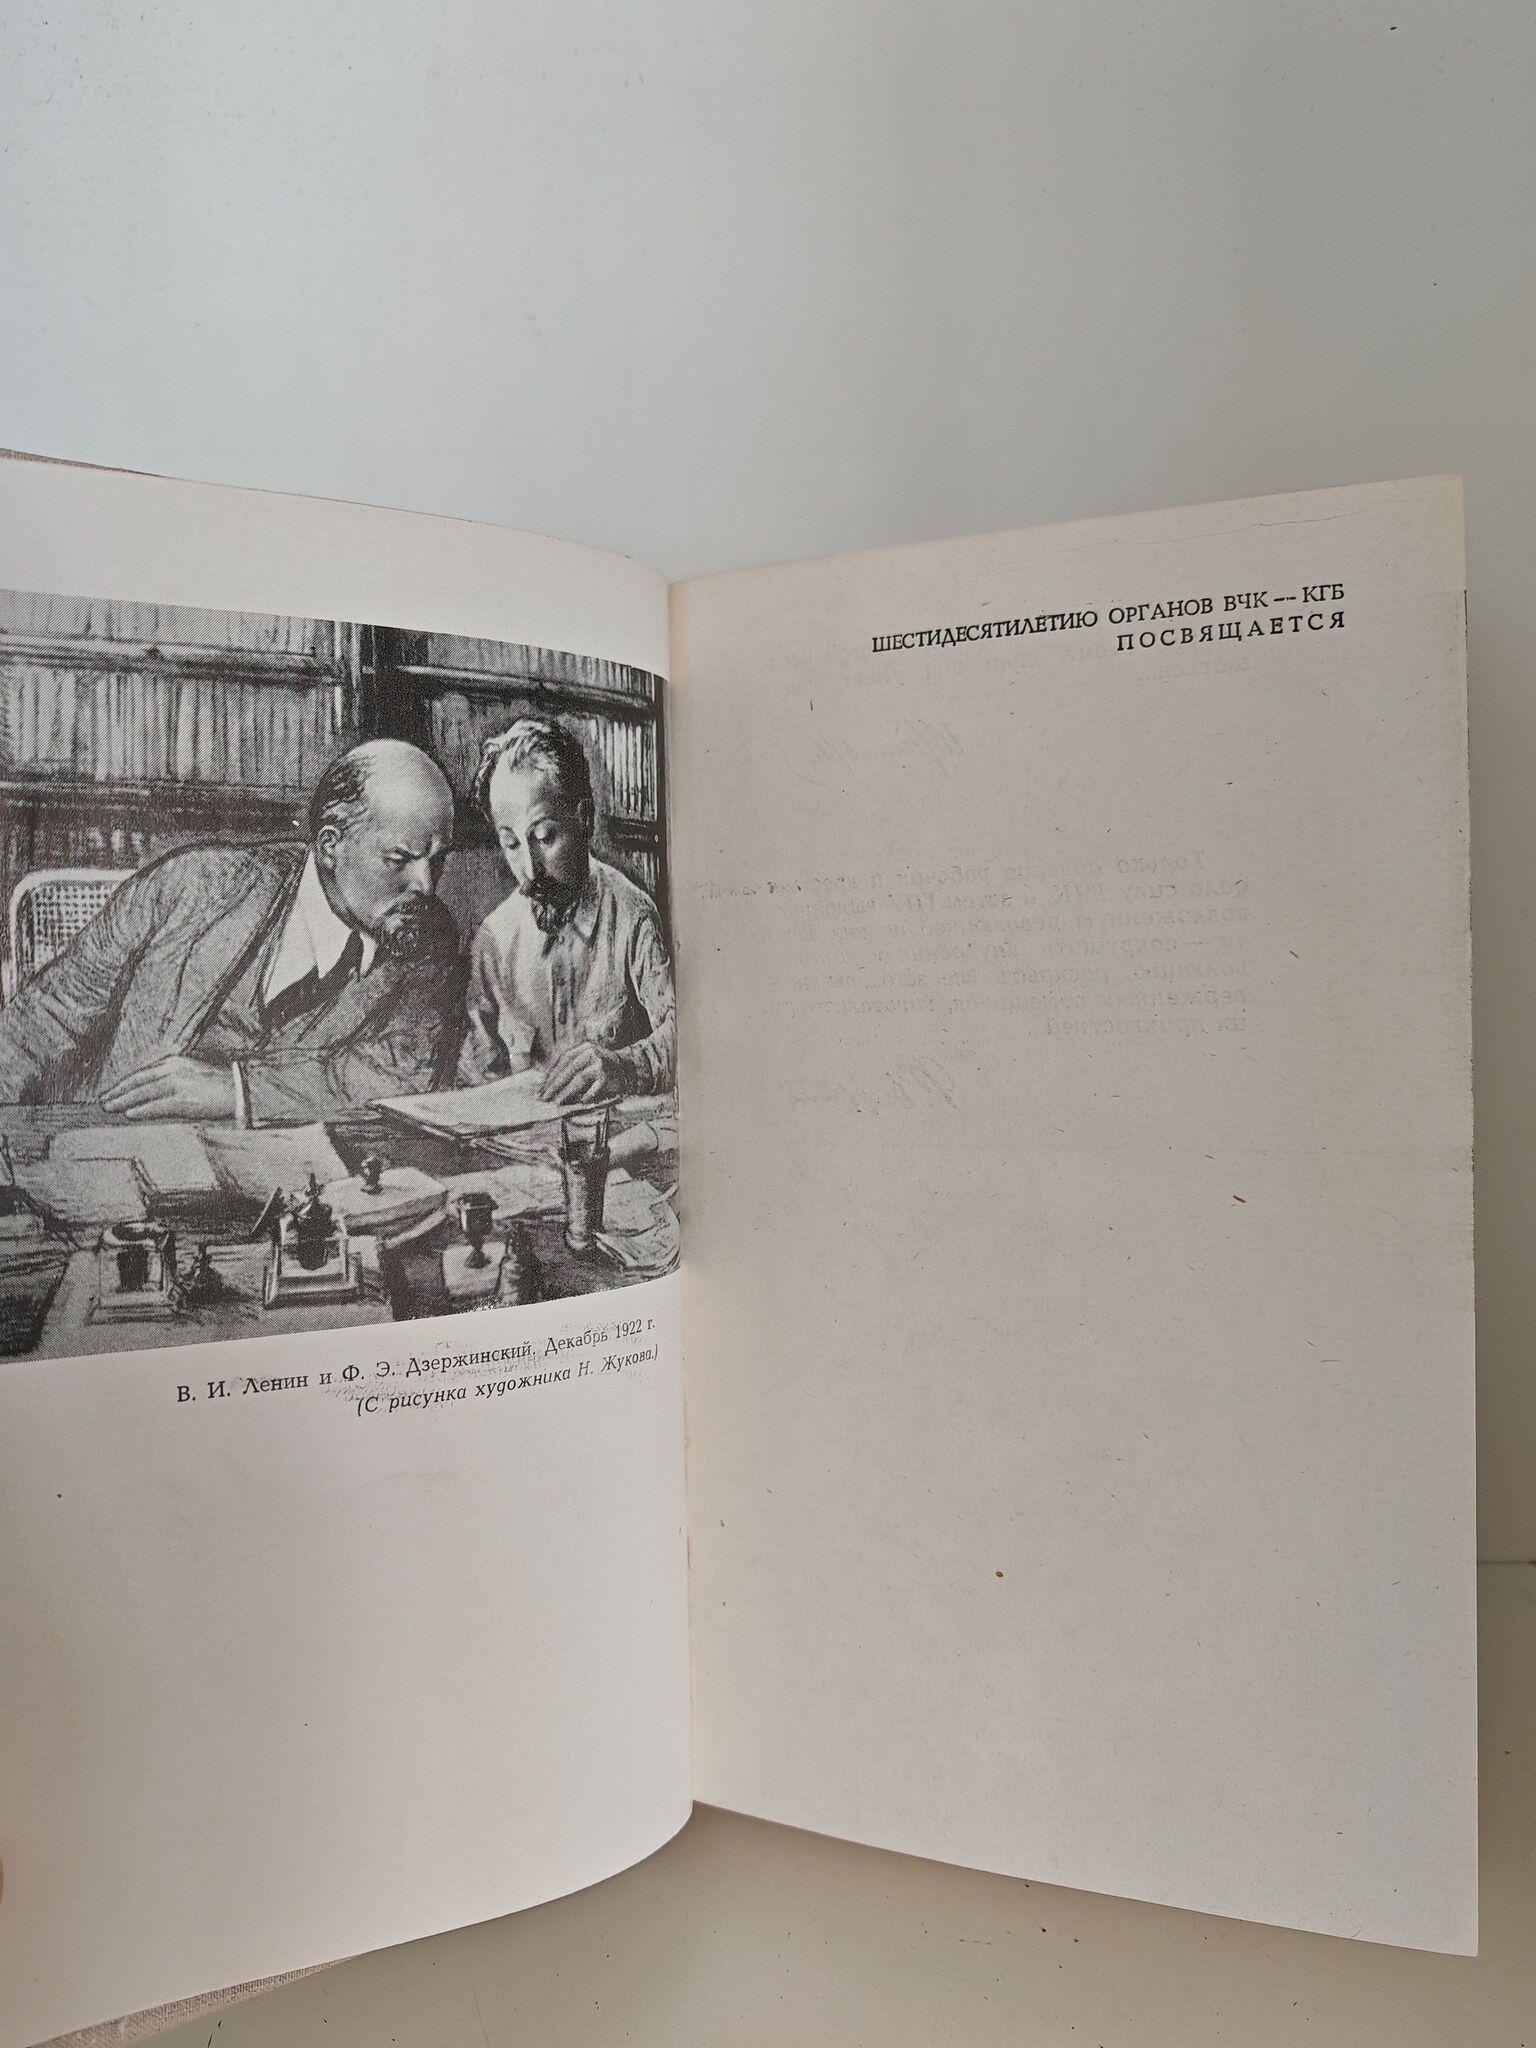 В. И. Ленин и Ф. Э. Дзержинский. Декабрь 1922 г.
(С рисунка художника Н. Жукова.)
ШЕСТИДЕСЯТИЛЕТИЮ ОРГАНОВ ВЧК — КГБ
ПОСВЯЩАЕТСЯ